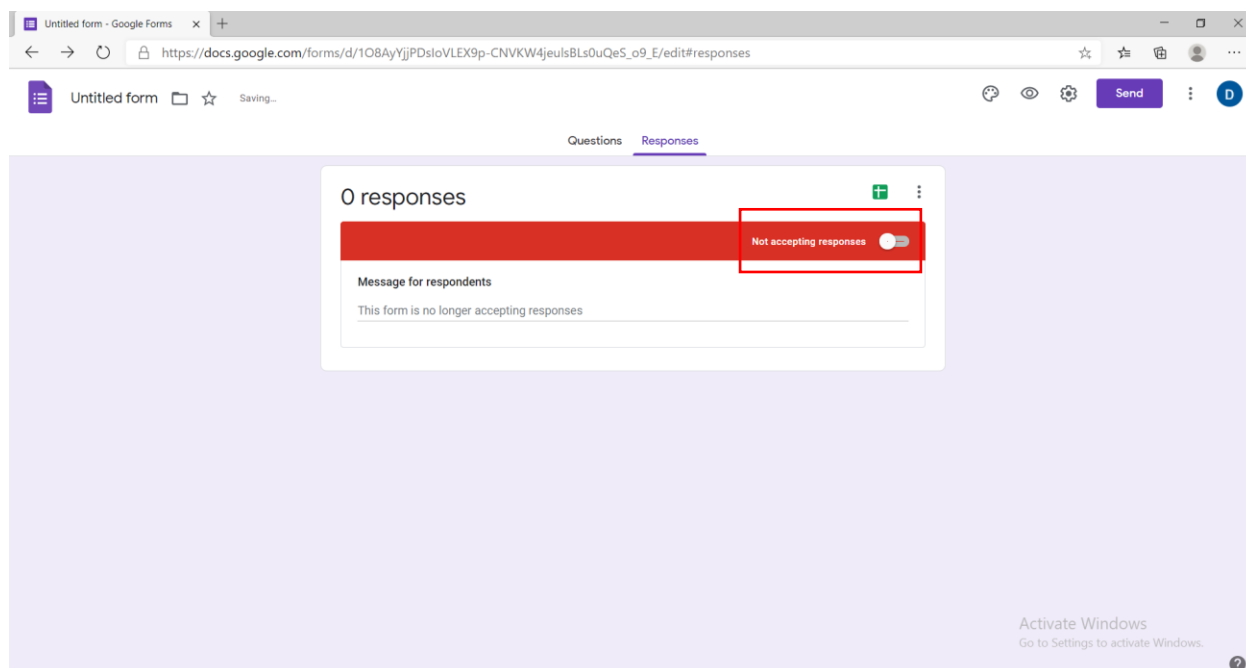 Untitled form - Google Forms
https://docs.google.com/forms/d/1O8AyYjjPDsIoVLEX9p-CNVKW4jeulsBLs0uQeS_o9_E/edit#responses
Untitled form Saving... Send D
Questions Responses
0 responses
Not accepting responses
Message for respondents
This form is no longer accepting responses
Activate Windows
Go to Settings to activate Windows.